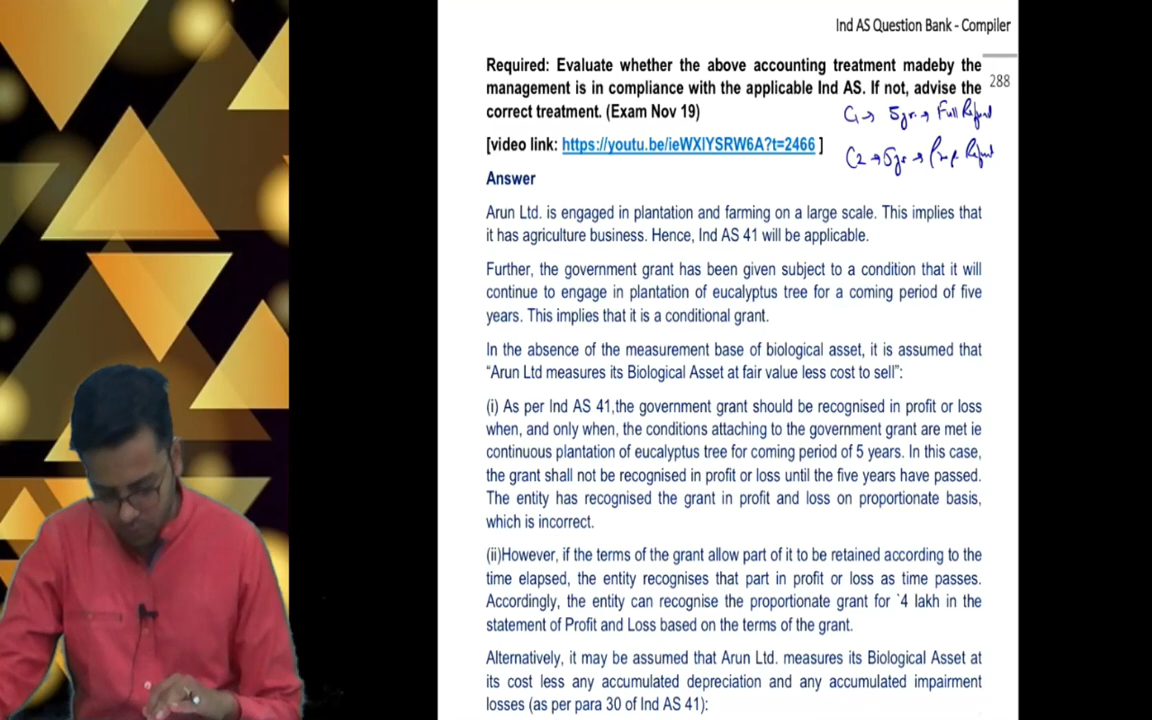 Ind AS Question Bank - Compiler
Required: Evaluate whether the above accounting treatment madeby the
management is in compliance with the applicable Ind AS. If not, advise the
288
correct treatment. (Exam Nov 19)
C1 → 5yr. → Full Refund
[video link: https://youtu.be/ieWXIYSRW6A?t=2466 ]
C2 → 5yr → Prop. Refund
Answer
Arun Ltd. is engaged in plantation and farming on a large scale. This implies that
it has agriculture business. Hence, Ind AS 41 will be applicable.
Further, the government grant has been given subject to a condition that it will
continue to engage in plantation of eucalyptus tree for a coming period of five
years. This implies that it is a conditional grant.
In the absence of the measurement base of biological asset, it is assumed that
“Arun Ltd measures its Biological Asset at fair value less cost to sell”:
(i) As per Ind AS 41,the government grant should be recognised in profit or loss
when, and only when, the conditions attaching to the government grant are met ie
continuous plantation of eucalyptus tree for coming period of 5 years. In this case,
the grant shall not be recognised in profit or loss until the five years have passed.
The entity has recognised the grant in profit and loss on proportionate basis,
which is incorrect.
(ii)However, if the terms of the grant allow part of it to be retained according to the
time elapsed, the entity recognises that part in profit or loss as time passes.
Accordingly, the entity can recognise the proportionate grant for `4 lakh in the
statement of Profit and Loss based on the terms of the grant.
Alternatively, it may be assumed that Arun Ltd. measures its Biological Asset at
its cost less any accumulated depreciation and any accumulated impairment
losses (as per para 30 of Ind AS 41):